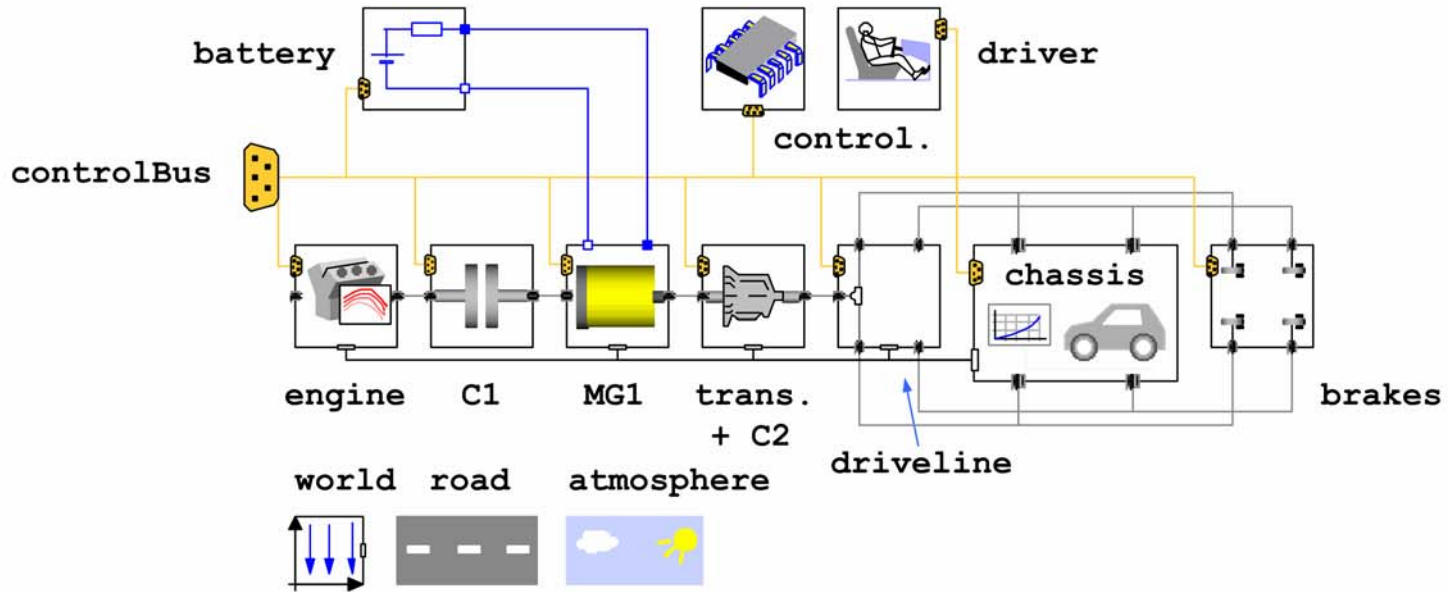 battery
driver
control.
controlBus
chassis
engine
C1
MG1
trans.
+ C2
brakes
driveline
world
road
atmosphere